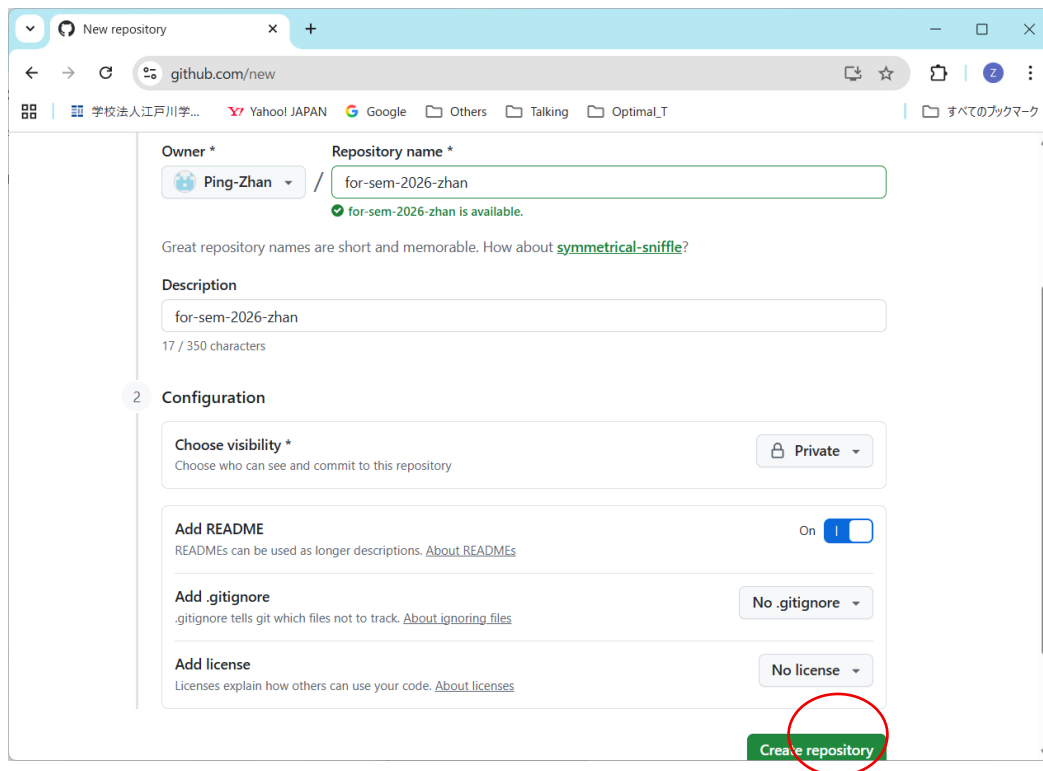 New repository
github.com/new
学校法人江戸川学... Yahoo! JAPAN Google Others Talking Optimal_T すべてのブックマーク
Z
Owner * Repository name *
Ping-Zhan / for-sem-2026-zhan
for-sem-2026-zhan is available.
Great repository names are short and memorable. How about symmetrical-sniffle?
Description
for-sem-2026-zhan
17 / 350 characters
2 Configuration
Choose visibility * Private
Choose who can see and commit to this repository
Add README On
READMEs can be used as longer descriptions. About READMEs
Add .gitignore No .gitignore
.gitignore tells git which files not to track. About ignoring files
Add license No license
Licenses explain how others can use your code. About licenses
Create repository